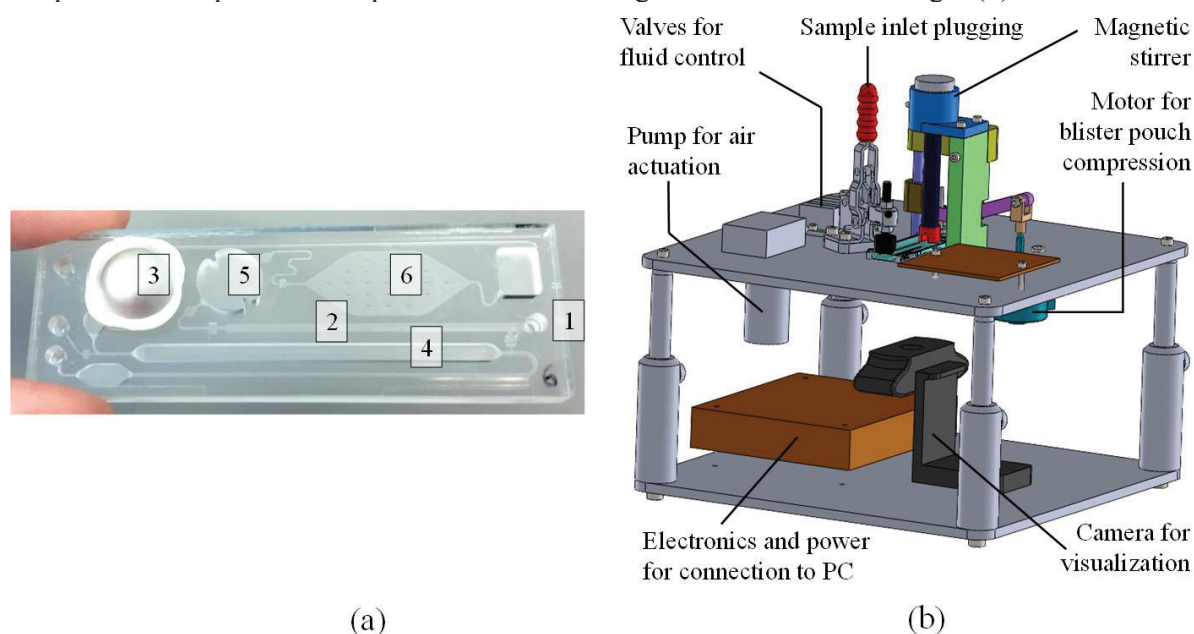 Valves for
fluid control
Sample inlet plugging
Magnetic
stirrer
Motor for
blister pouch
compression
Pump for air
actuation
3
5
6
2
1
4
6
Electronics and power
for connection to PC
Camera for
visualization
(a)
(b)